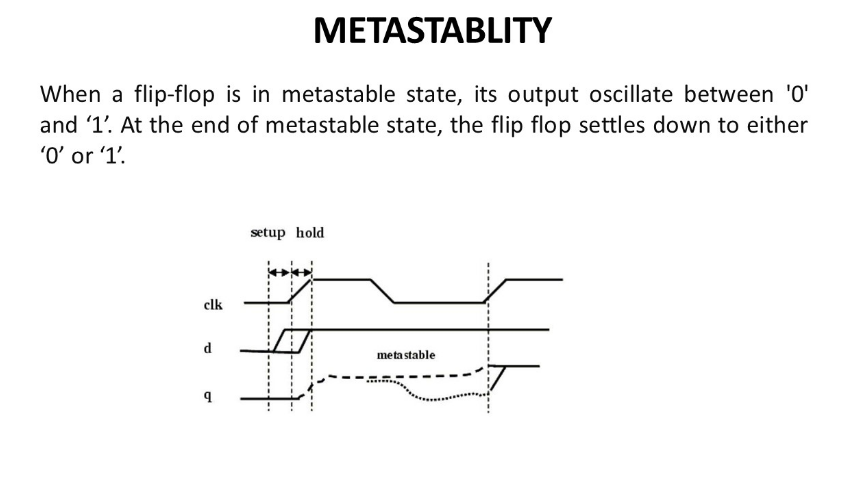 METASTABLITY
When a flip-flop is in metastable state, its output oscillate between '0'
and ‘1’. At the end of metastable state, the flip flop settles down to either
‘0’ or ‘1’.
setup hold
clk
d
metastable
q